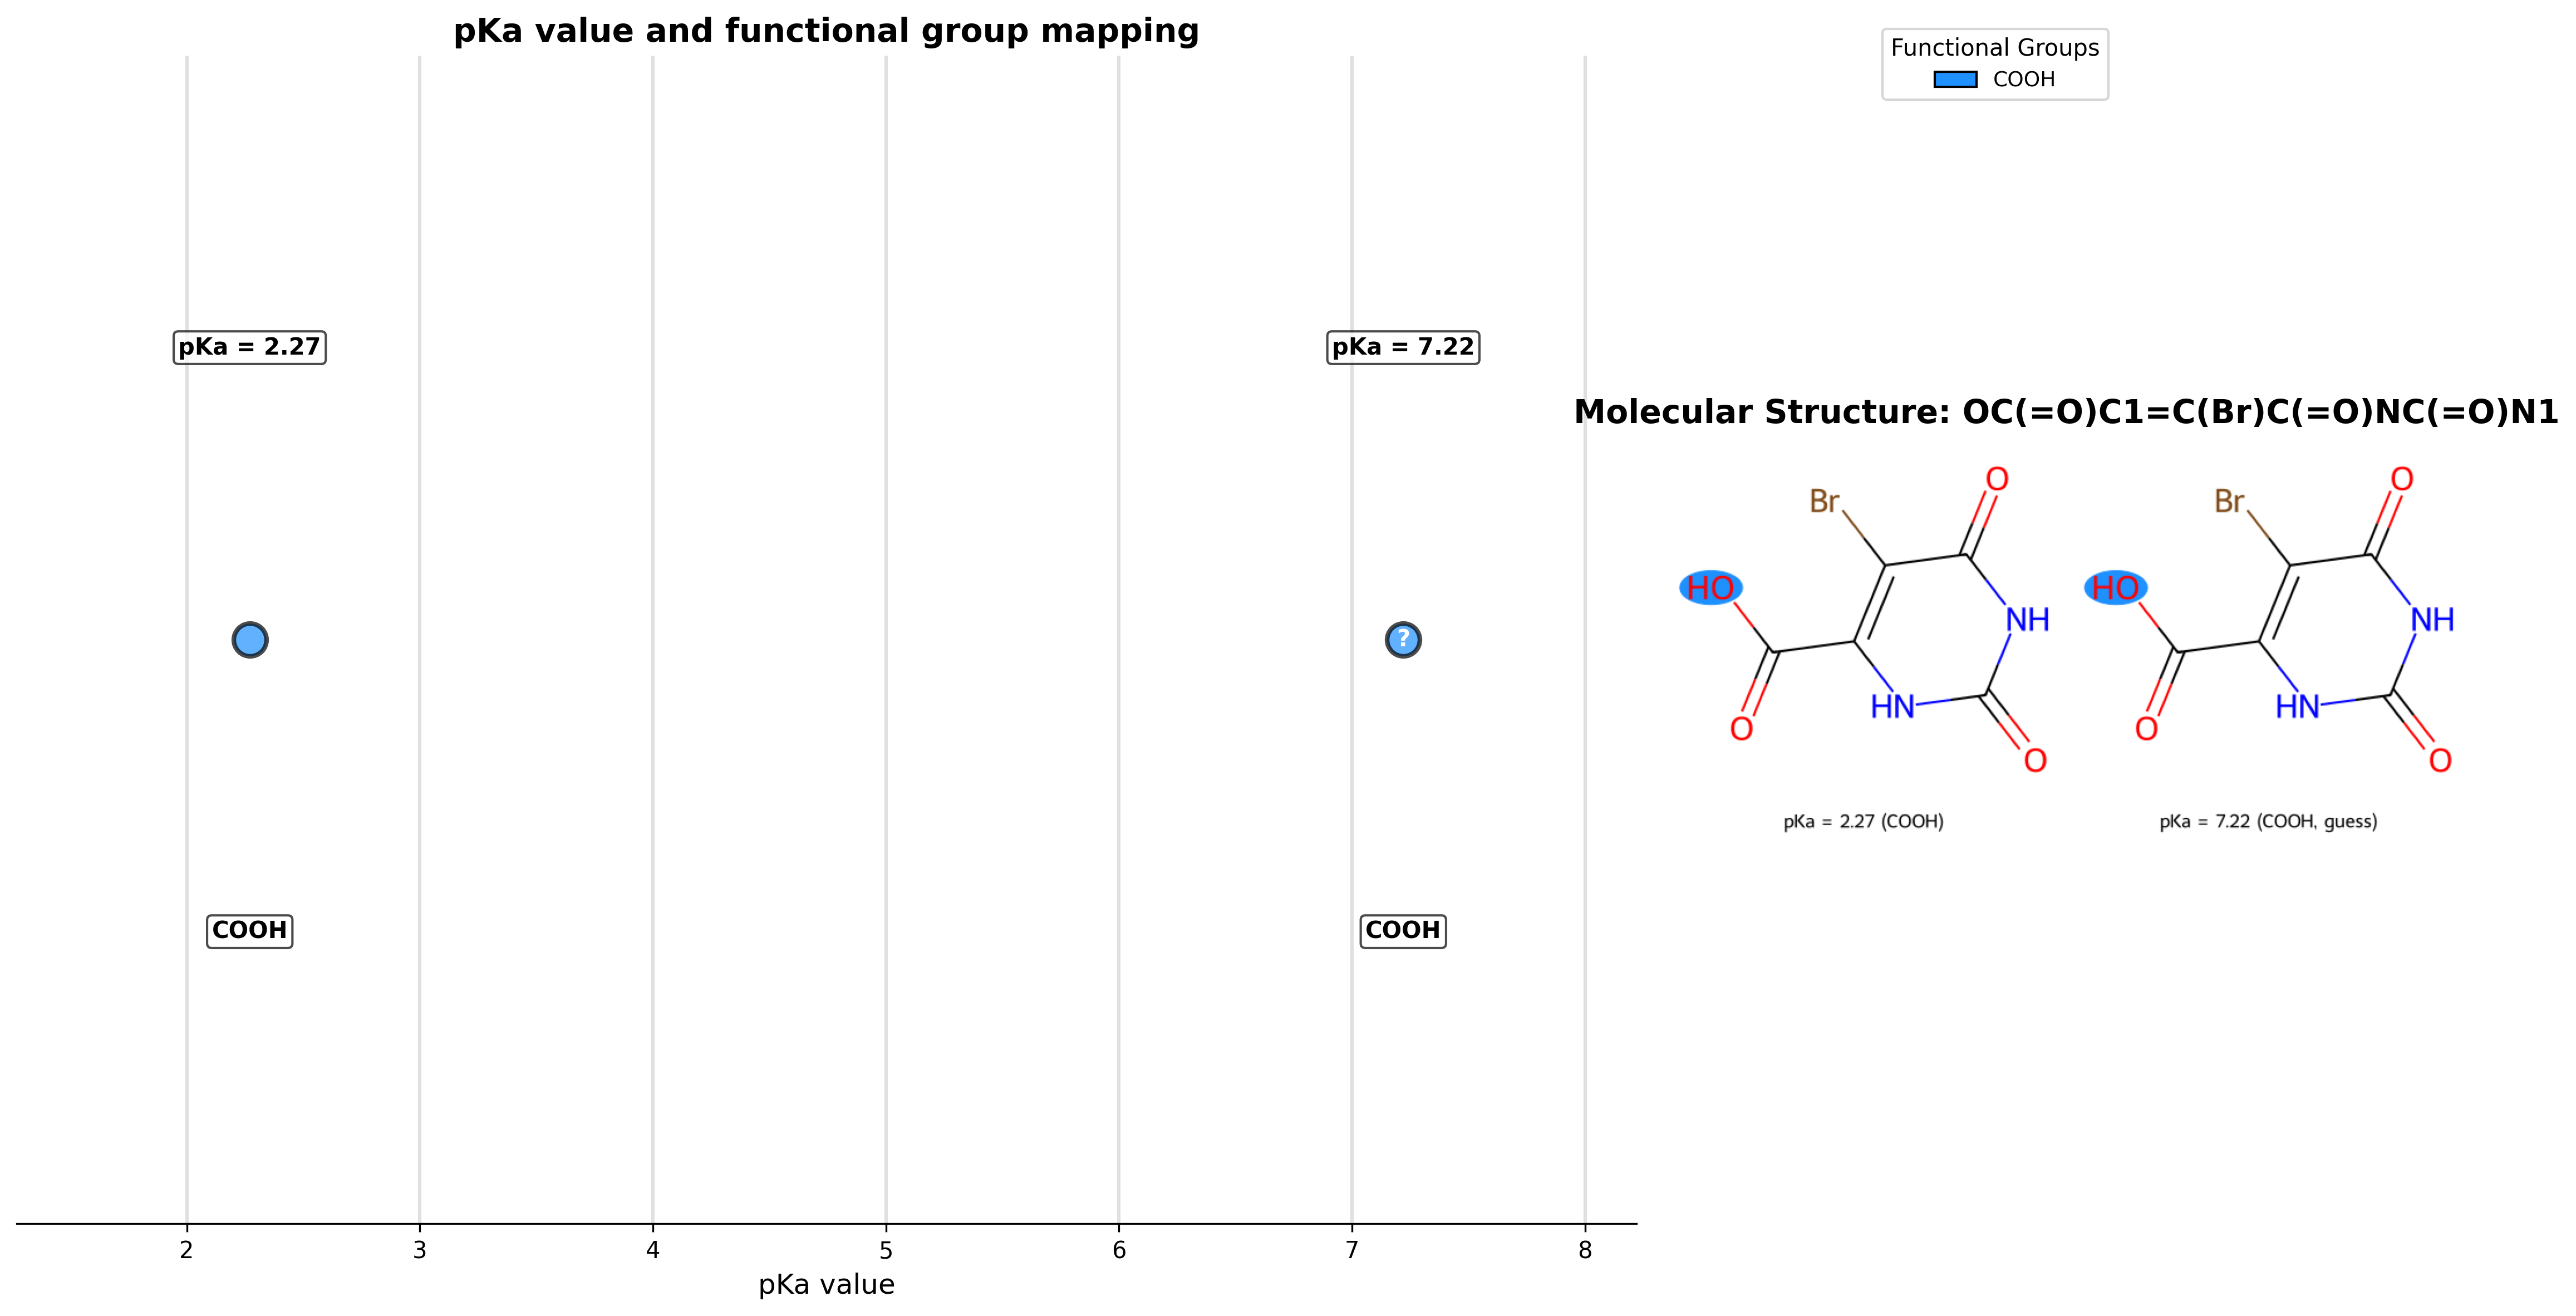 pKa value and functional group mapping
Functional Groups
COOH
pKa = 2.27
pKa = 7.22
?
COOH
COOH
2 3 4 5 6 7 8
pKa value
Molecular Structure: OC(=O)C1=C(Br)C(=O)NC(=O)N1
Br
O
HO
NH
HN
O
O
pKa = 2.27 (COOH)
Br
O
HO
NH
HN
O
O
pKa = 7.22 (COOH, guess)